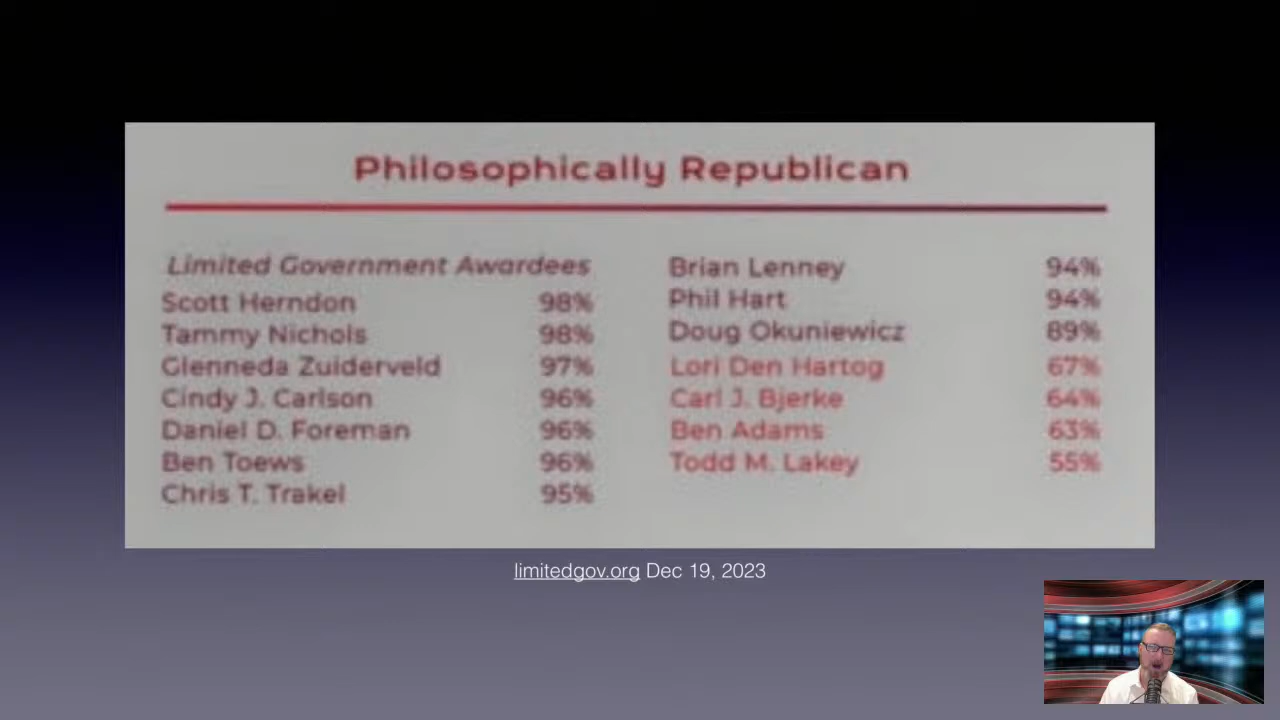 Philosophically Republican
Limited Government Awardees
Scott Herndon 98%
Tammy Nichols 98%
Glenneda Zuiderveld 97%
Cindy J. Carlson 96%
Daniel D. Foreman 96%
Ben Toews 96%
Chris T. Trakel 95%
Brian Lenney 94%
Phil Hart 94%
Doug Okuniewicz 89%
Lori Den Hartog 67%
Carl J. Bjerke 64%
Ben Adams 63%
Todd M. Lakey 55%
limitedgov.org Dec 19, 2023